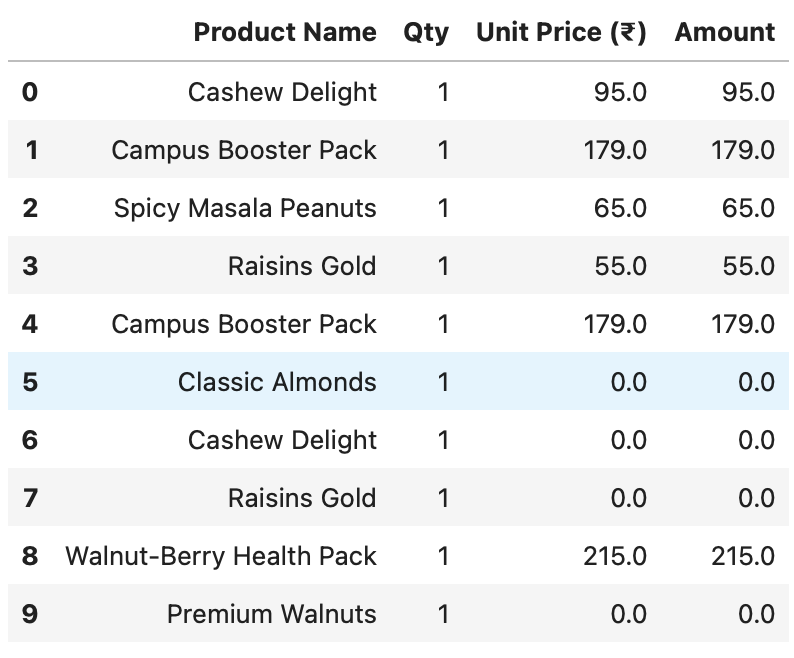 Product Name Qty Unit Price (₹) Amount
0 Cashew Delight 1 95.0 95.0
1 Campus Booster Pack 1 179.0 179.0
2 Spicy Masala Peanuts 1 65.0 65.0
3 Raisins Gold 1 55.0 55.0
4 Campus Booster Pack 1 179.0 179.0
5 Classic Almonds 1 0.0 0.0
6 Cashew Delight 1 0.0 0.0
7 Raisins Gold 1 0.0 0.0
8 Walnut-Berry Health Pack 1 215.0 215.0
9 Premium Walnuts 1 0.0 0.0